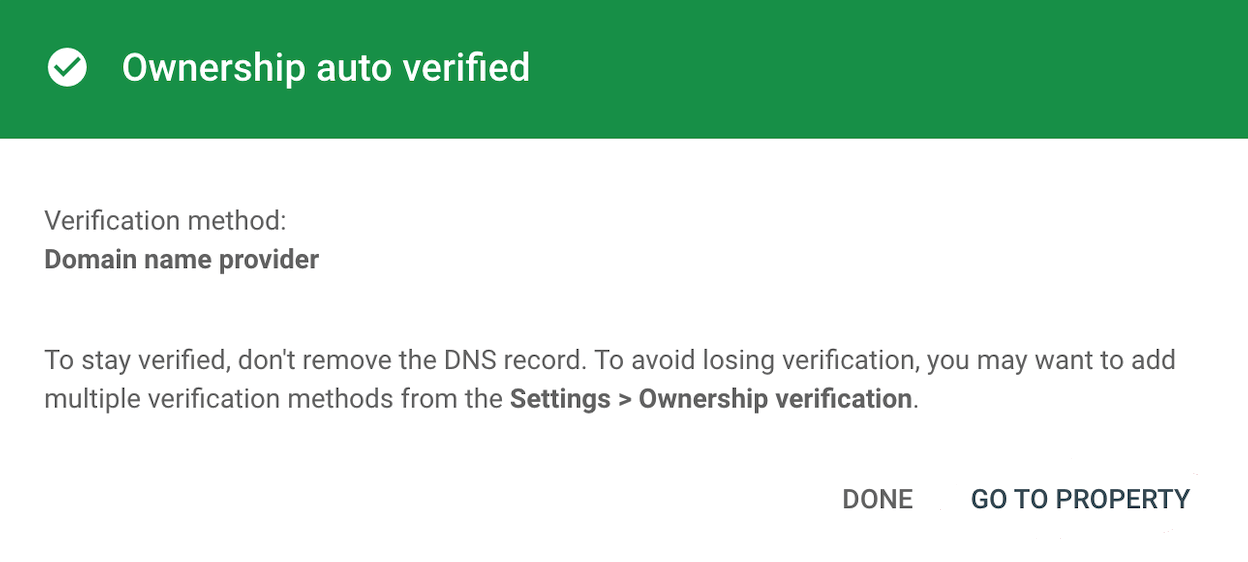 Ownership auto verified
Verification method:
Domain name provider
To stay verified, don't remove the DNS record. To avoid losing verification, you may want to add
multiple verification methods from the Settings > Ownership verification.
DONE GO TO PROPERTY